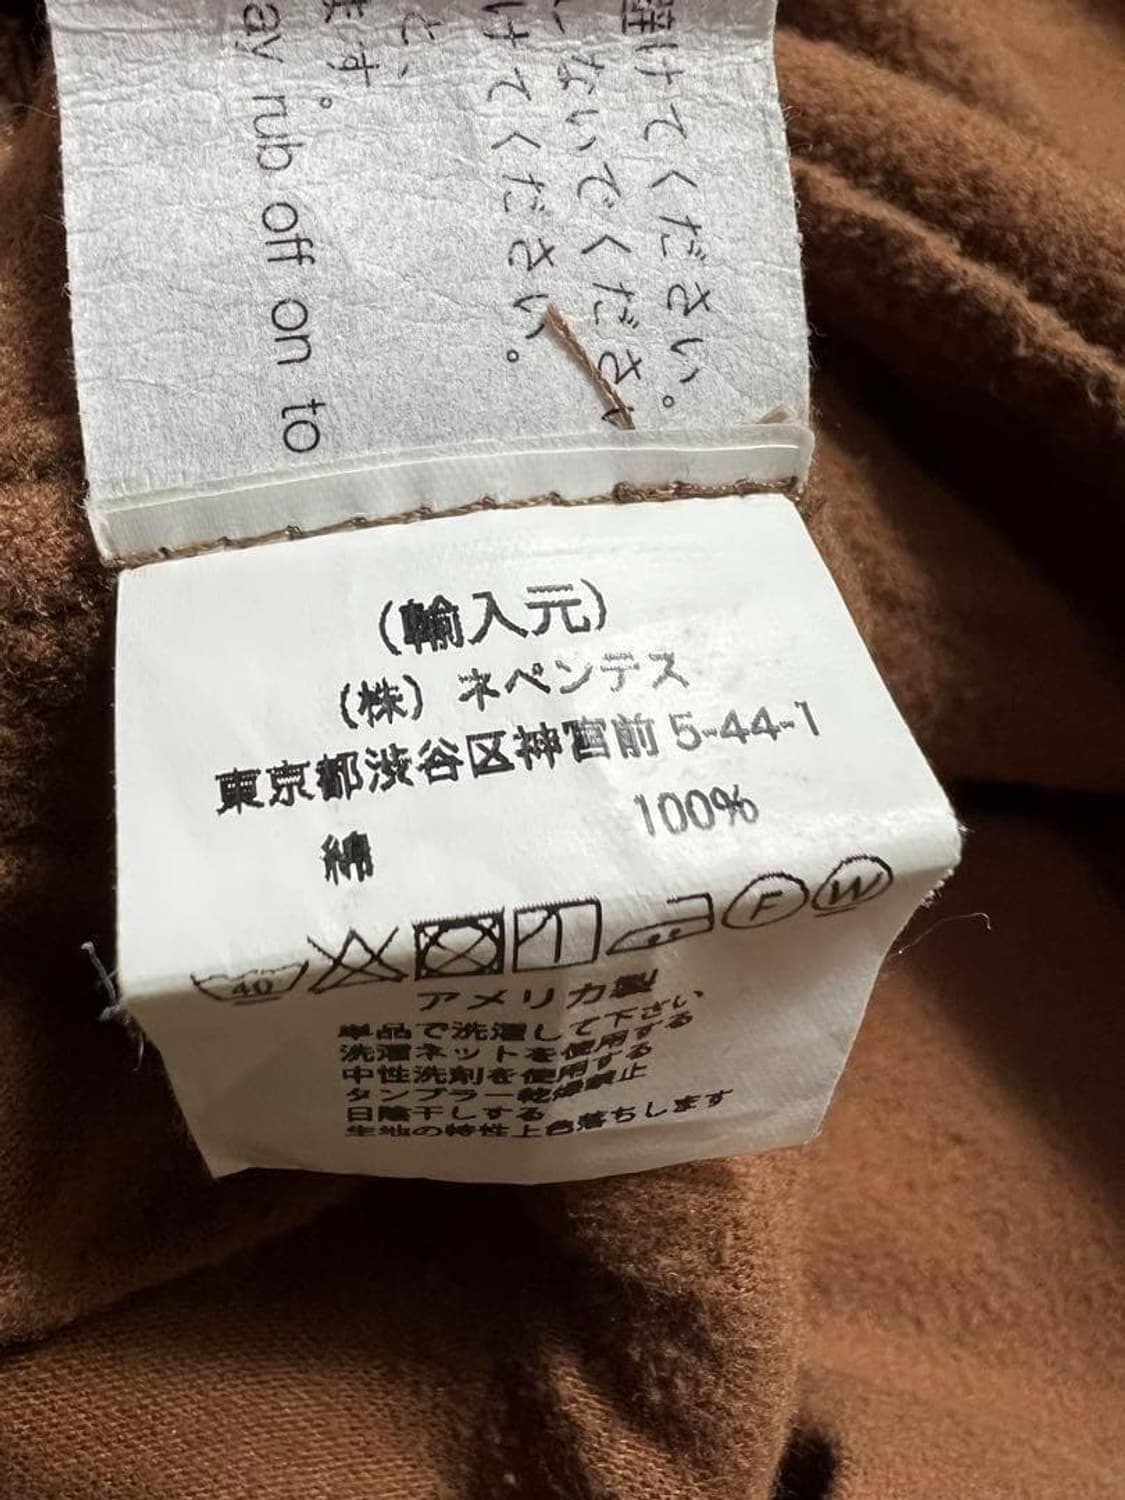 避けてください。
しないでくださ
けてください。
と、
ます。
ay rub off on to
(輸入元)
(株) ネペンテス
東京都渋谷区神宮前 5-44-1
綿 100%
40 F W
アメリカ製
単品で洗濯して下さい
洗濯ネットを使用する
中性洗剤を使用する
タンブラー乾燥禁止
日陰干しする
生地の特性上色落ちします